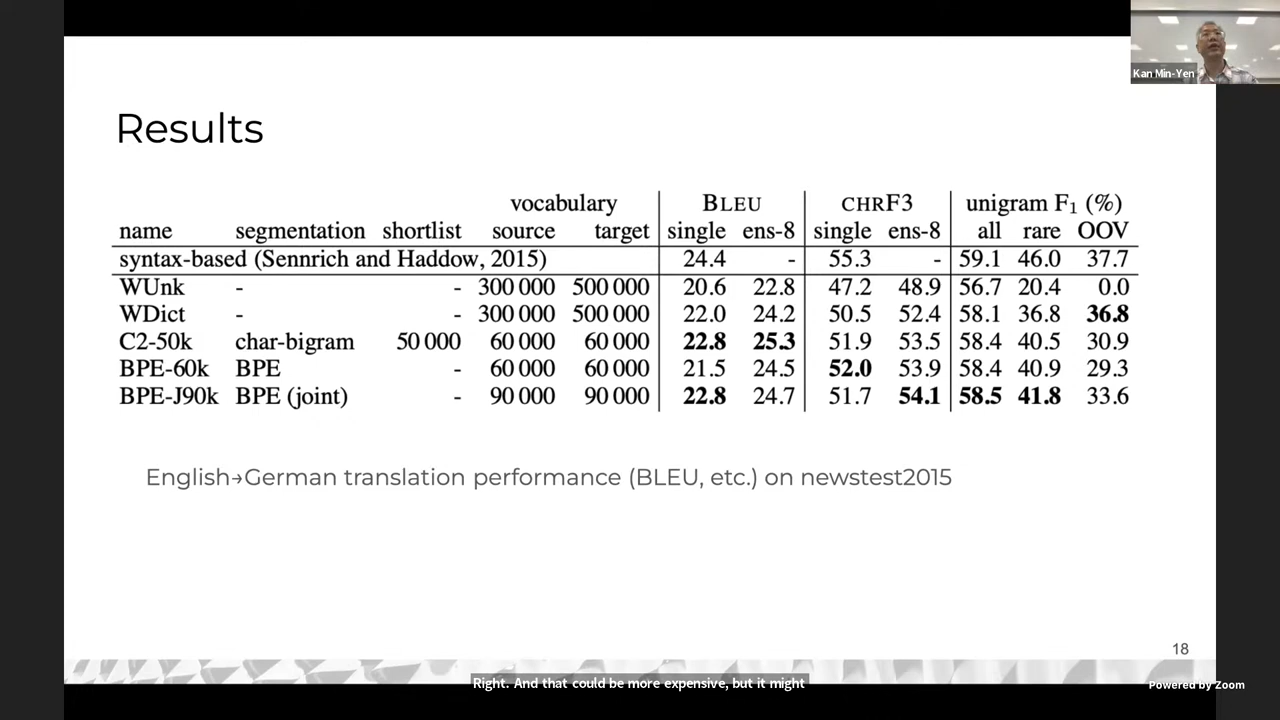 Kan Min-Yen
Results
vocabulary BLEU CHRF3 unigram F₁ (%)
name segmentation shortlist source target single ens-8 single ens-8 all rare OOV
syntax-based (Sennrich and Haddow, 2015) 24.4 - 55.3 - 59.1 46.0 37.7
WUnk - - 300 000 500 000 20.6 22.8 47.2 48.9 56.7 20.4 0.0
WDict - - 300 000 500 000 22.0 24.2 50.5 52.4 58.1 36.8 36.8
C2-50k char-bigram 50 000 60 000 60 000 22.8 25.3 51.9 53.5 58.4 40.5 30.9
BPE-60k BPE - 60 000 60 000 21.5 24.5 52.0 53.9 58.4 40.9 29.3
BPE-J90k BPE (joint) - 90 000 90 000 22.8 24.7 51.7 54.1 58.5 41.8 33.6
English→German translation performance (BLEU, etc.) on newstest2015
18
Right. And that could be more expensive, but it might
Powered by Zoom